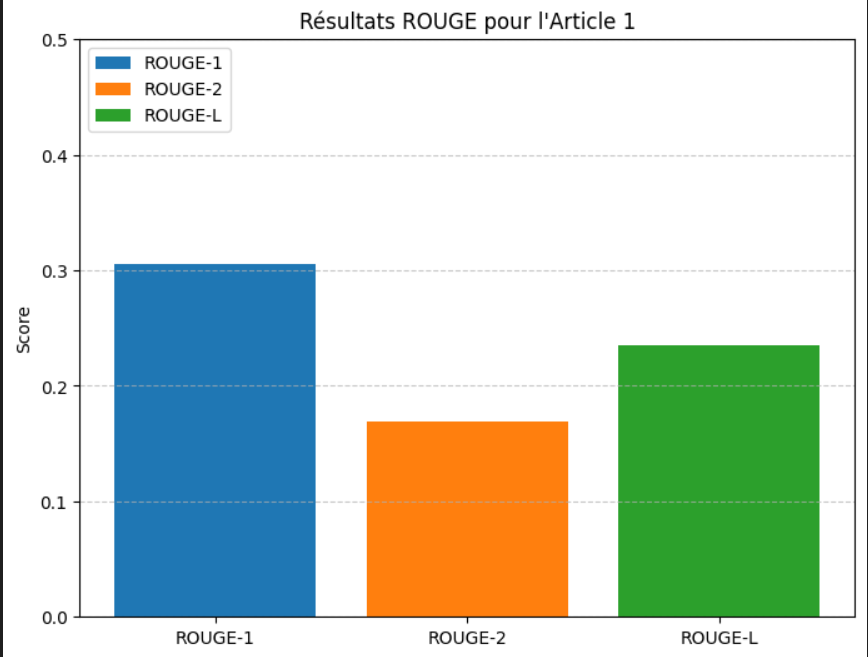 Résultats ROUGE pour l'Article 1
0.5
ROUGE-1
ROUGE-2
ROUGE-L
0.4
0.3
Score
0.2
0.1
0.0
ROUGE-1 ROUGE-2 ROUGE-L